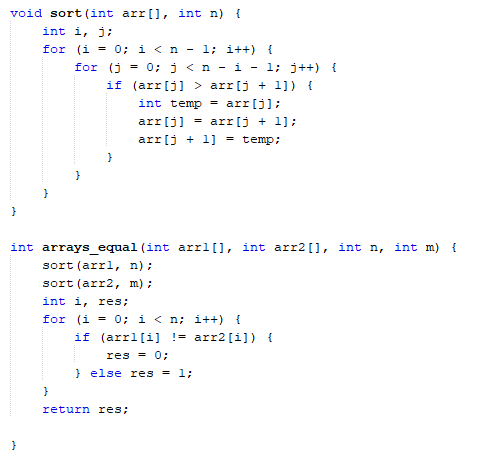 void sort(int arr[], int n) {
    int i, j;
    for (i = 0; i < n - 1; i++) {
        for (j = 0; j < n - i - 1; j++) {
            if (arr[j] > arr[j + 1]) {
                int temp = arr[j];
                arr[j] = arr[j + 1];
                arr[j + 1] = temp;
            }
        }
    }
}

int arrays_equal(int arr1[], int arr2[], int n, int m) {
    sort(arr1, n);
    sort(arr2, m);
    int i, res;
    for (i = 0; i < n; i++) {
        if (arr1[i] != arr2[i]) {
            res = 0;
        } else res = 1;
    }
    return res;

}